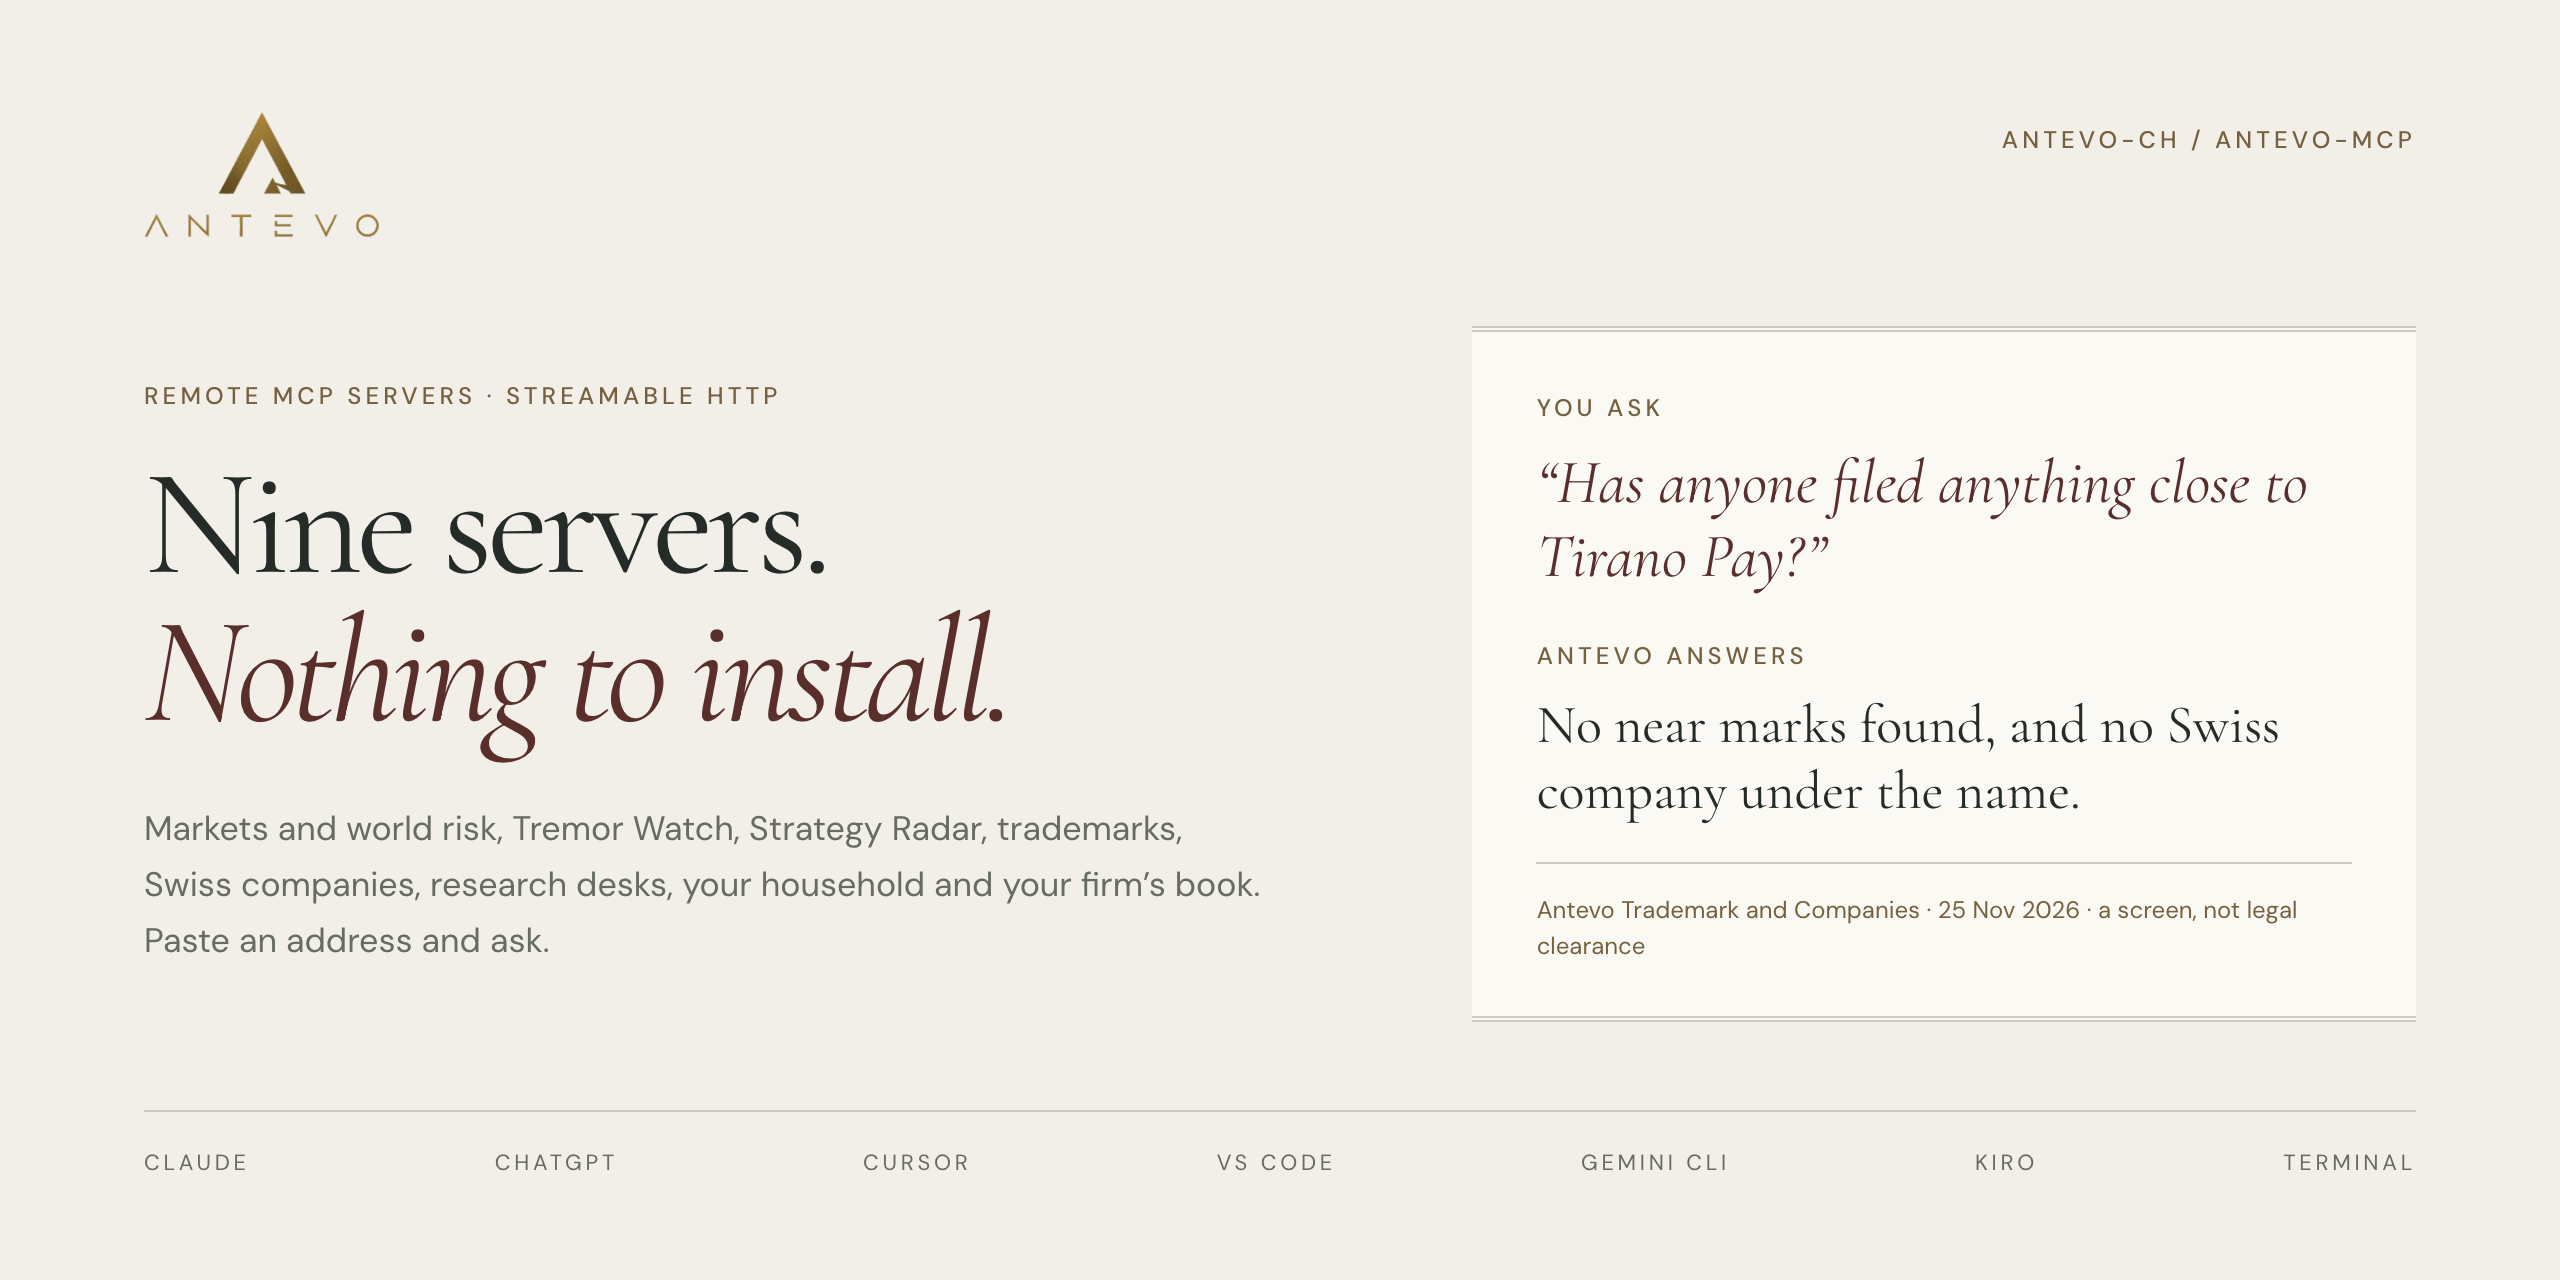 ANTEVO
ANTEVO-CH / ANTEVO-MCP
REMOTE MCP SERVERS · STREAMABLE HTTP
Nine servers.
Nothing to install.
Markets and world risk, Tremor Watch, Strategy Radar, trademarks,
Swiss companies, research desks, your household and your firm’s book.
Paste an address and ask.
YOU ASK
“Has anyone filed anything close to
Tirano Pay?”
ANTEVO ANSWERS
No near marks found, and no Swiss
company under the name.
Antevo Trademark and Companies · 25 Nov 2026 · a screen, not legal
clearance
CLAUDE CHATGPT CURSOR VS CODE GEMINI CLI KIRO TERMINAL